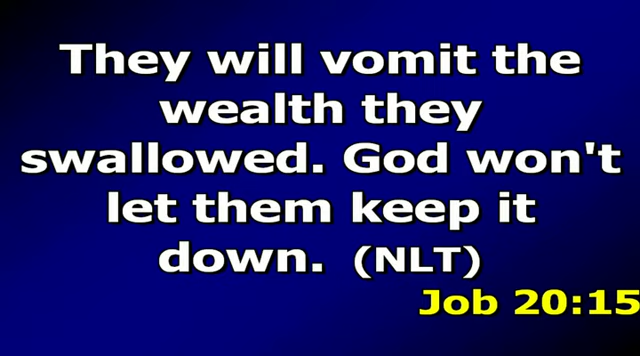 They will vomit the
wealth they
swallowed. God won't
let them keep it
down. (NLT)
Job 20:15